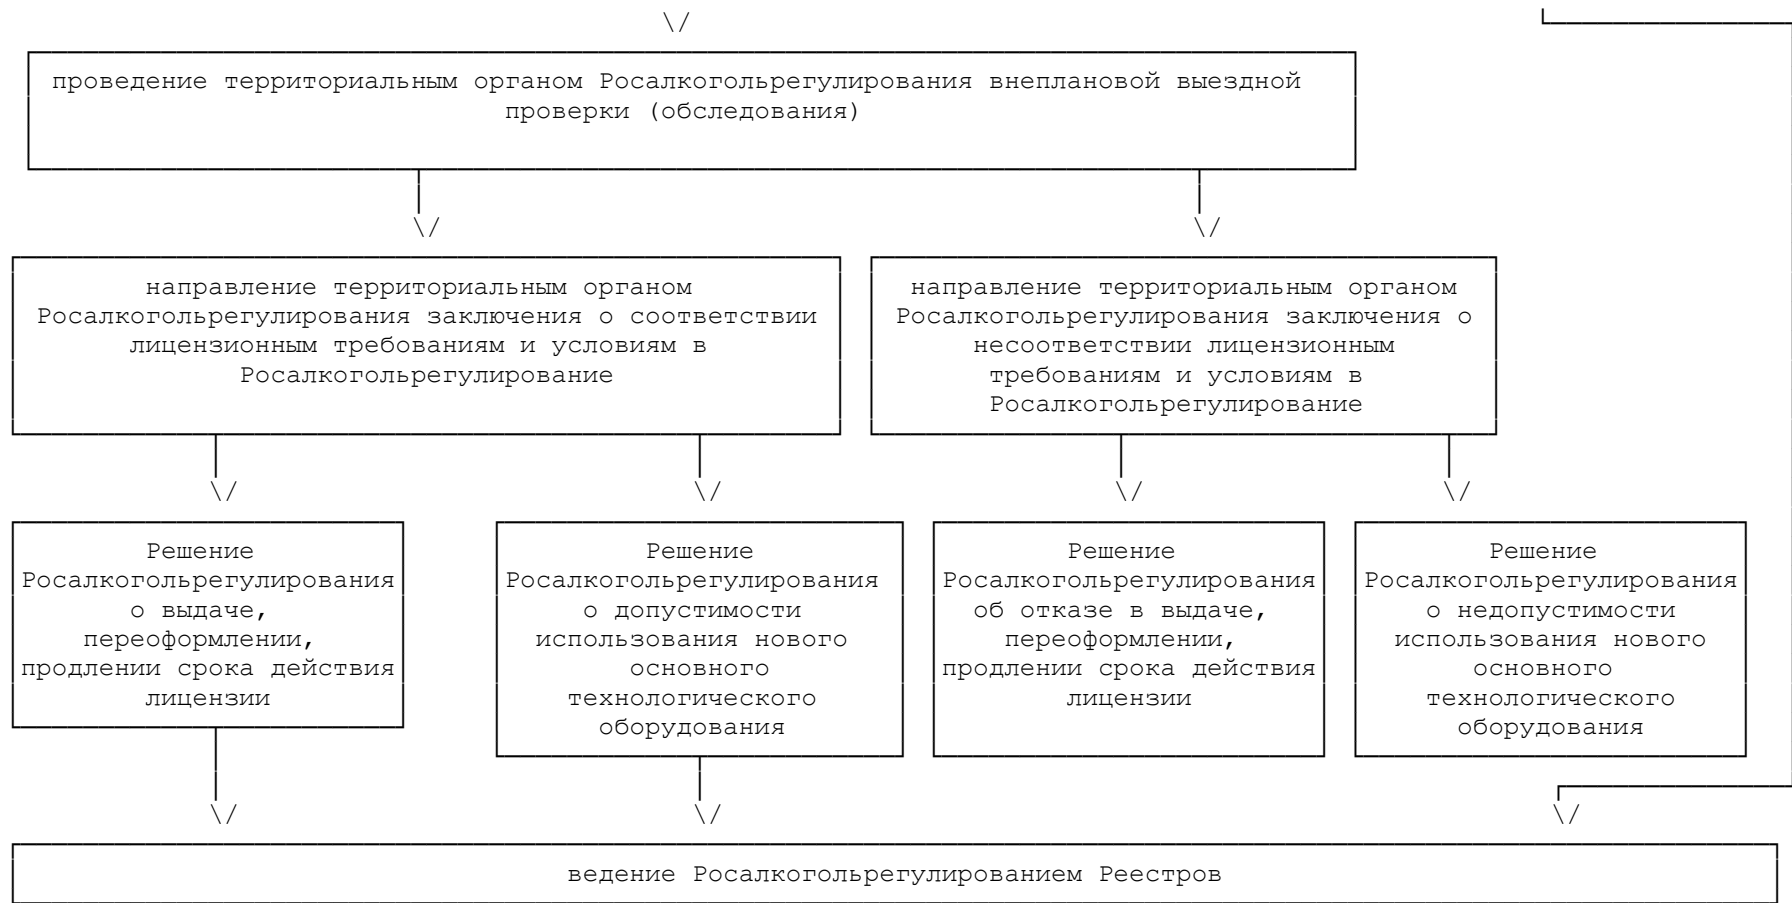 проведение территориальным органом Росалкогольрегулирования внеплановой выездной
проверки (обследования)
направление территориальным органом
Росалкогольрегулирования заключения о соответствии
лицензионным требованиям и условиям в
Росалкогольрегулирование
направление территориальным органом
Росалкогольрегулирования заключения о
несоответствии лицензионным
требованиям и условиям в
Росалкогольрегулирование
Решение
Росалкогольрегулирования
о выдаче,
переоформлении,
продлении срока действия
лицензии
Решение
Росалкогольрегулирования
о допустимости
использования нового
основного
технологического
оборудования
Решение
Росалкогольрегулирования
об отказе в выдаче,
переоформлении,
продлении срока действия
лицензии
Решение
Росалкогольрегулирования
о недопустимости
использования нового
основного
технологического
оборудования
ведение Росалкогольрегулированием Реестров